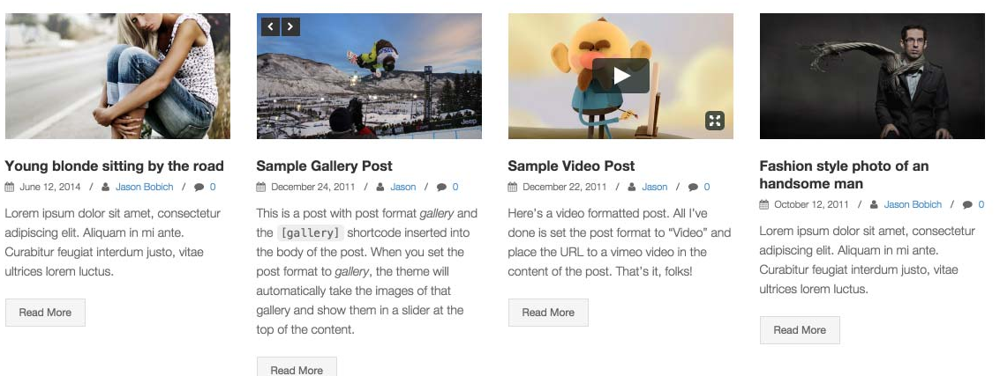 Jeep
Young blonde sitting by the road
June 12, 2014 / Jason Bobich / 0
Lorem ipsum dolor sit amet, consectetur
adipiscing elit. Aliquam in mi ante.
Curabitur feugiat interdum justo, vitae
ultrices lorem luctus.
Read More
Sample Gallery Post
December 24, 2011 / Jason / 0
This is a post with post format gallery and
the [gallery] shortcode inserted into
the body of the post. When you set the
post format to gallery, the theme will
automatically take the images of that
gallery and show them in a slider at the
top of the content.
Read More
Sample Video Post
December 22, 2011 / Jason / 0
Here's a video formatted post. All I've
done is set the post format to “Video” and
place the URL to a vimeo video in the
content of the post. That's it, folks!
Read More
Fashion style photo of an
handsome man
October 12, 2011 / Jason Bobich / 0
Lorem ipsum dolor sit amet, consectetur
adipiscing elit. Aliquam in mi ante.
Curabitur feugiat interdum justo, vitae
ultrices lorem luctus.
Read More